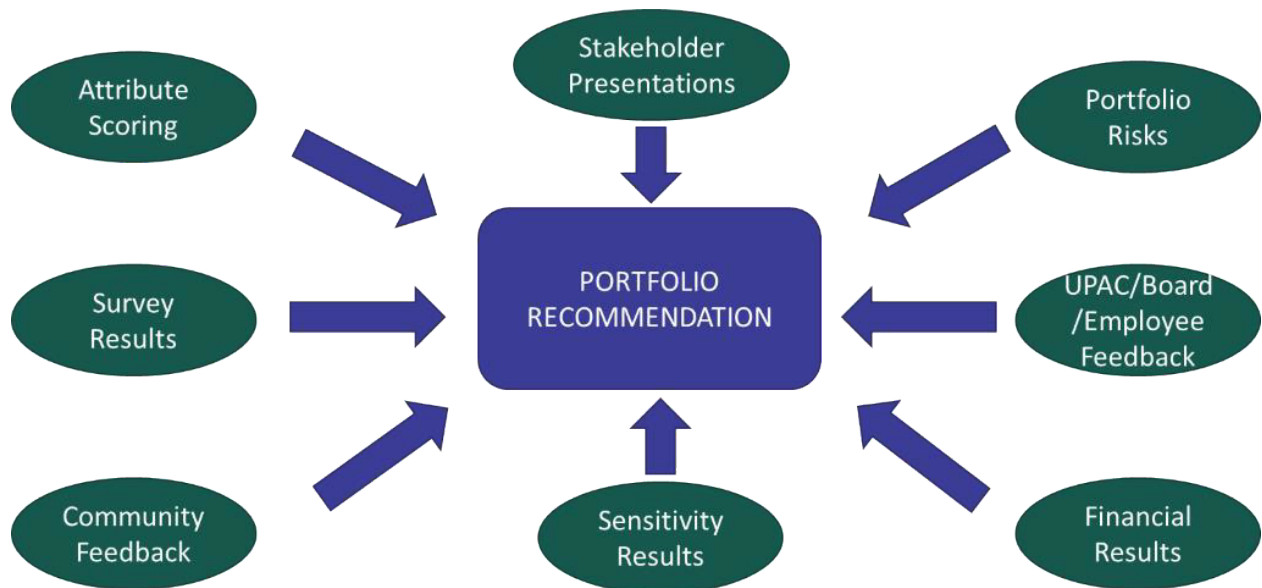 Stakeholder
Presentations
Attribute
Scoring
Portfolio
Risks
PORTFOLIO
RECOMMENDATION
Survey
Results
UPAC/Board
/Employee
Feedback
Community
Feedback
Sensitivity
Results
Financial
Results